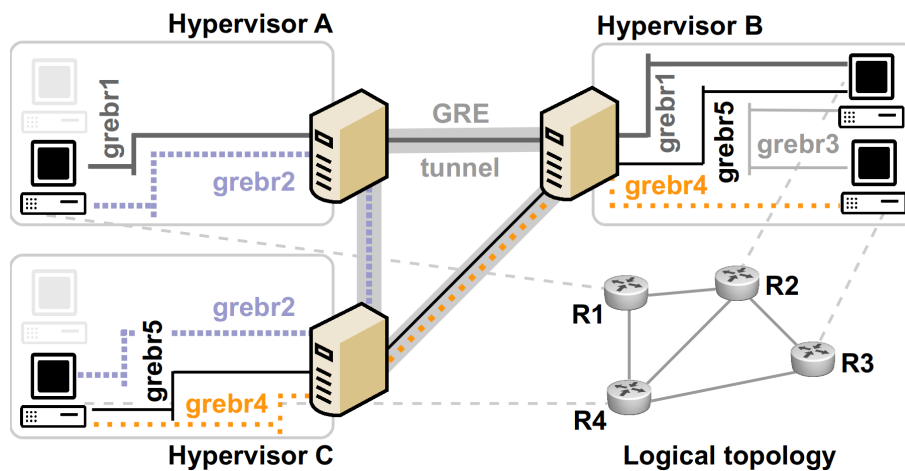 Hypervisor A
Hypervisor B
grebr1
GRE
tunnel
grebr1
grebr5
grebr3
grebr2
grebr4
grebr2
grebr5
grebr4
R1
R2
R3
R4
Hypervisor C
Logical topology